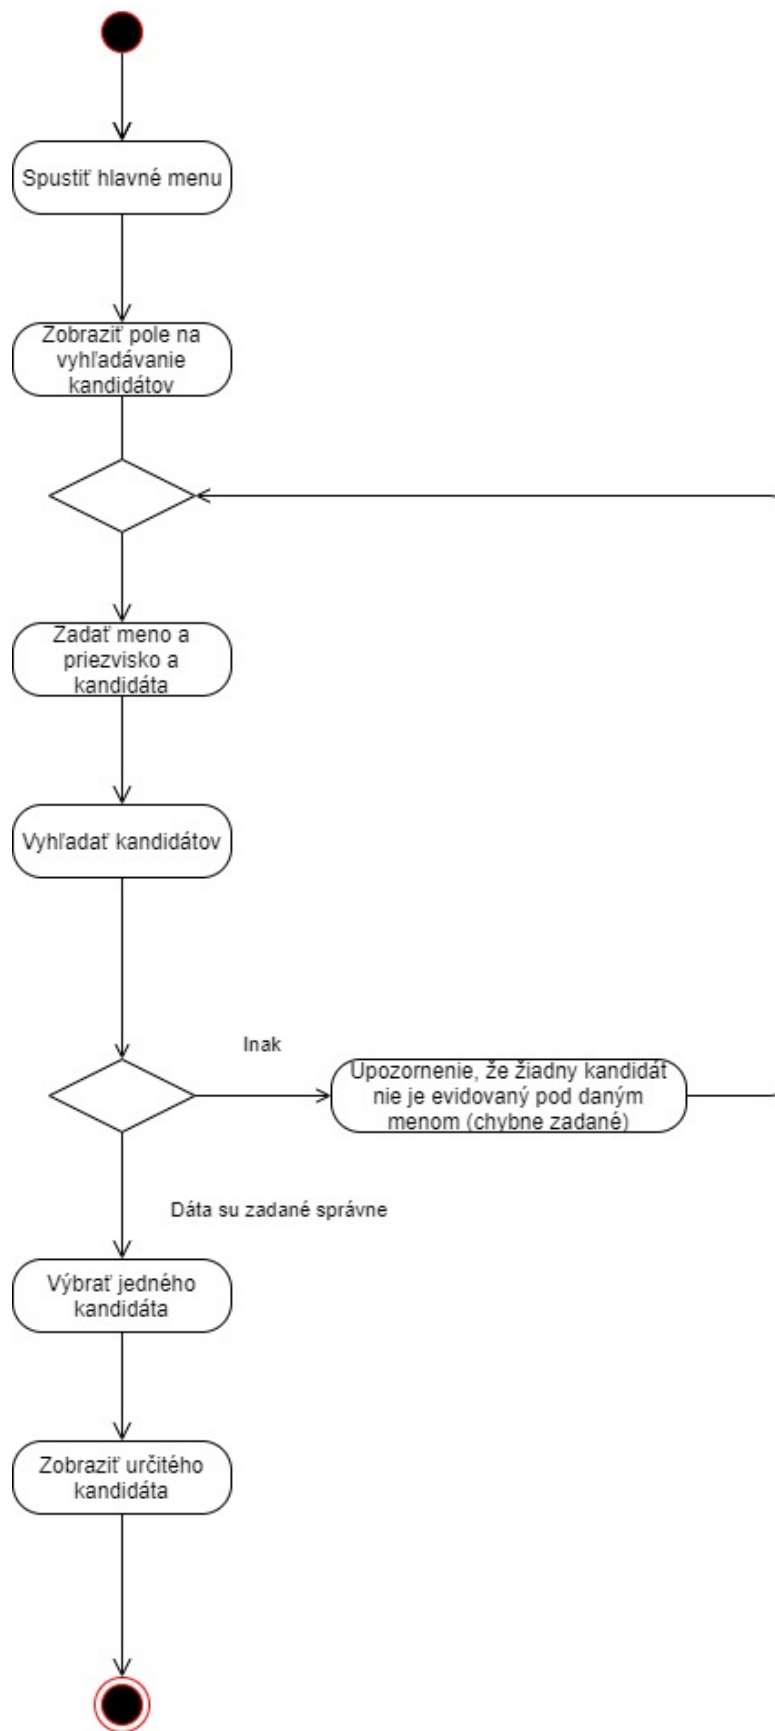 Spustiť hlavné menu
Zobraziť pole na
vyhľadávanie
kandidátov
Zadať meno a
priezvisko a
kandidáta
Vyhľadať kandidátov
Inak
Upozornenie, že žiadny kandidát
nie je evidovaný pod daným
menom (chybne zadané)
Dáta su zadané správne
Výbrať jedného
kandidáta
Zobraziť určitého
kandidáta